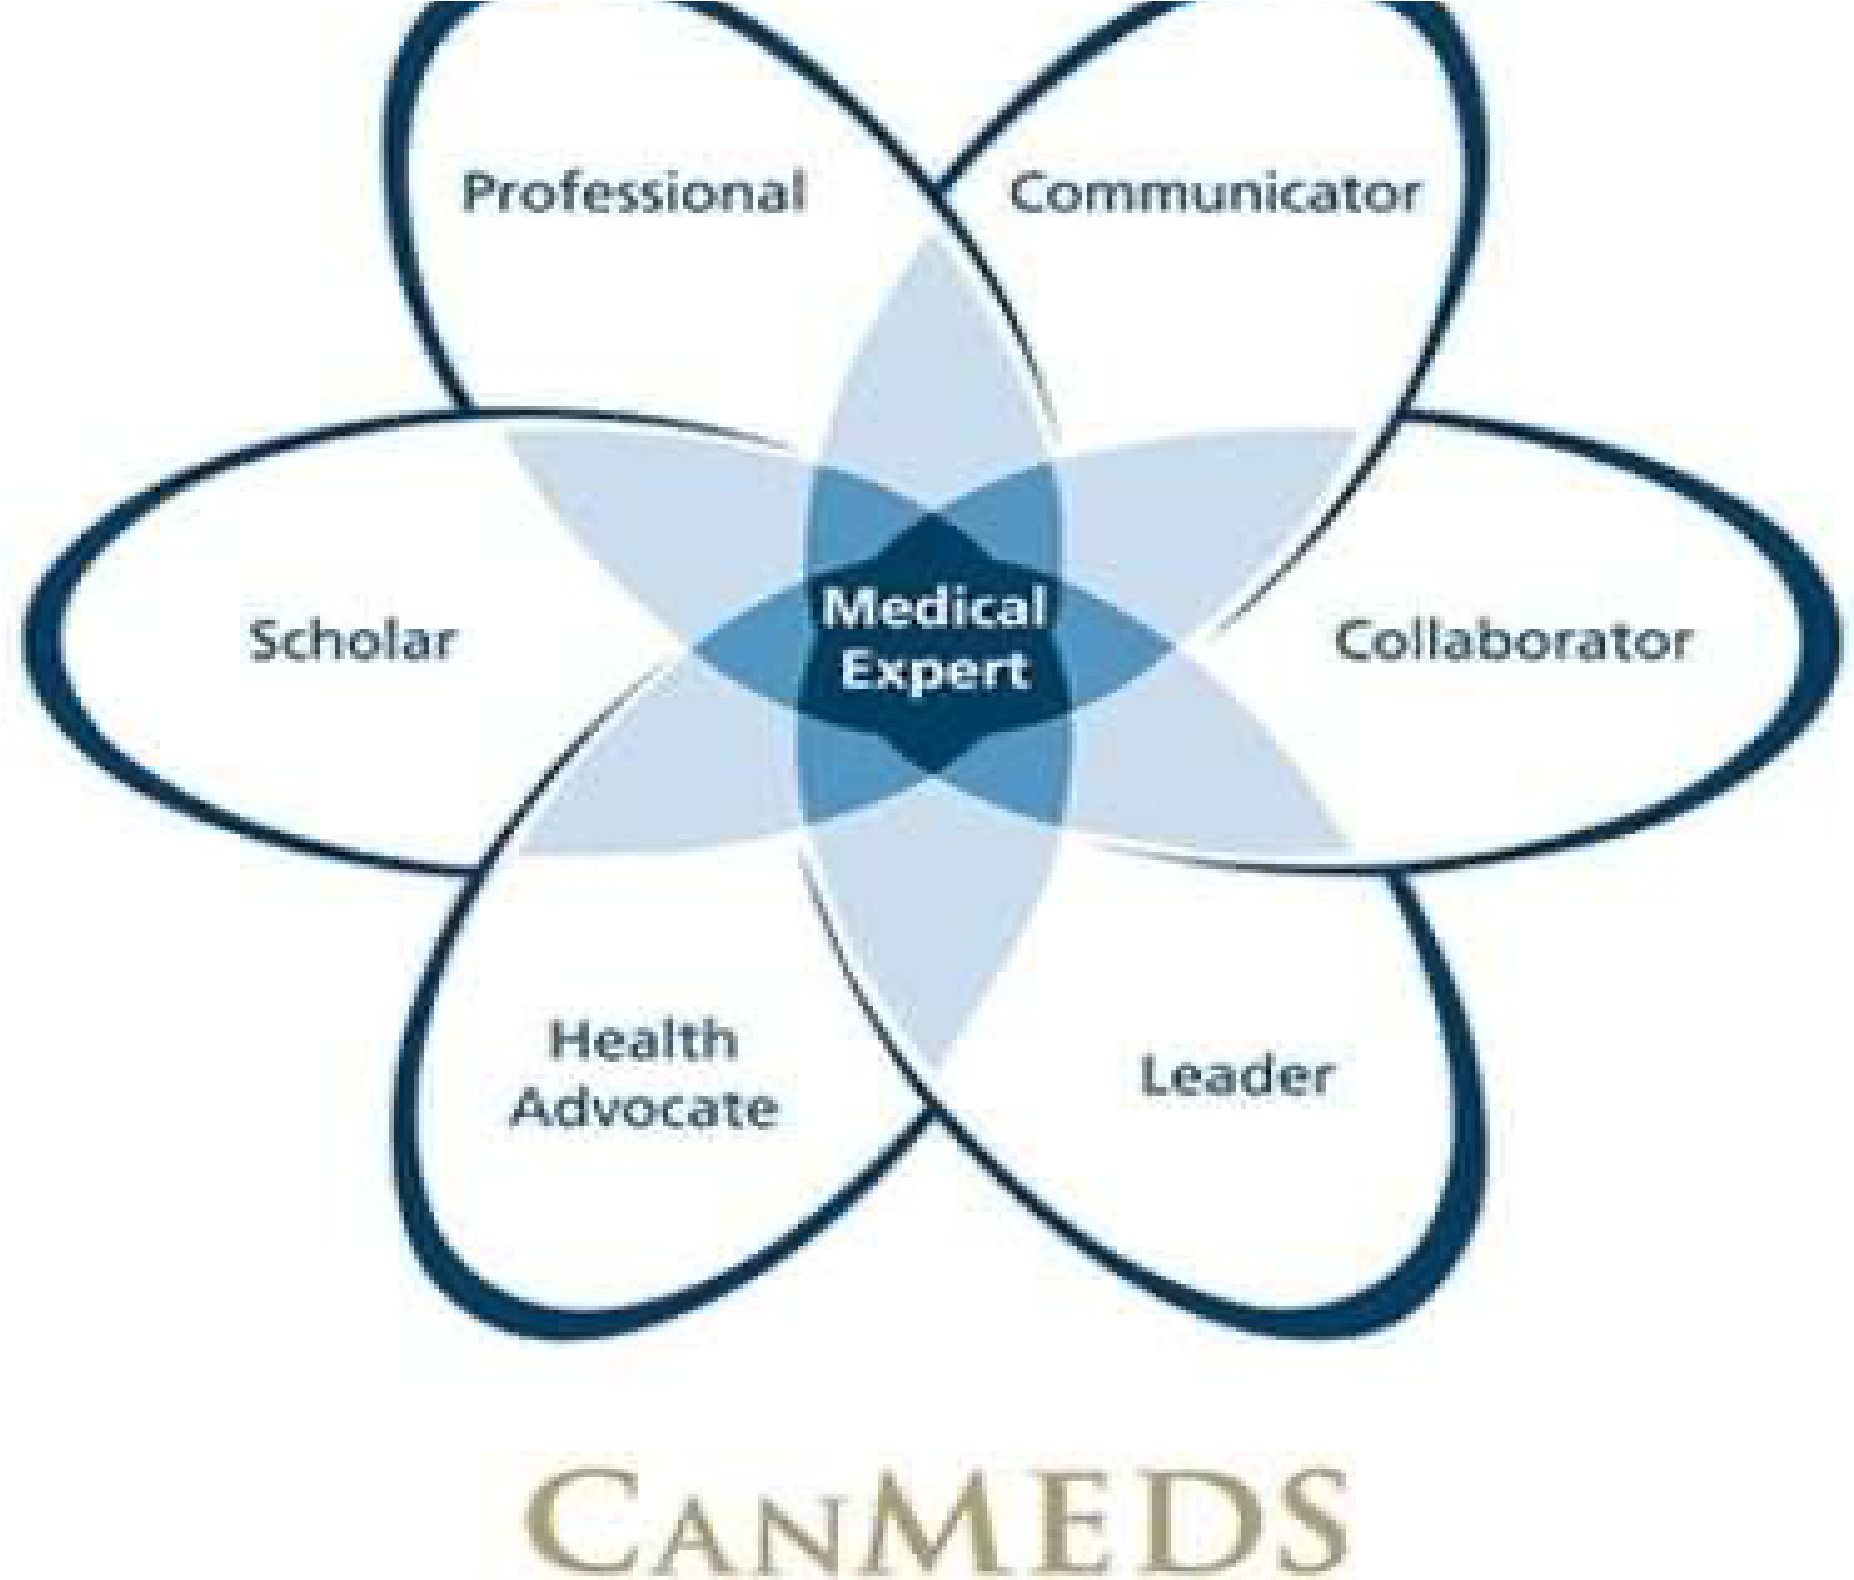 Professional
Communicator
Medical
Expert
Scholar
Collaborator
Health
Advocate
Leader
CANMEDS